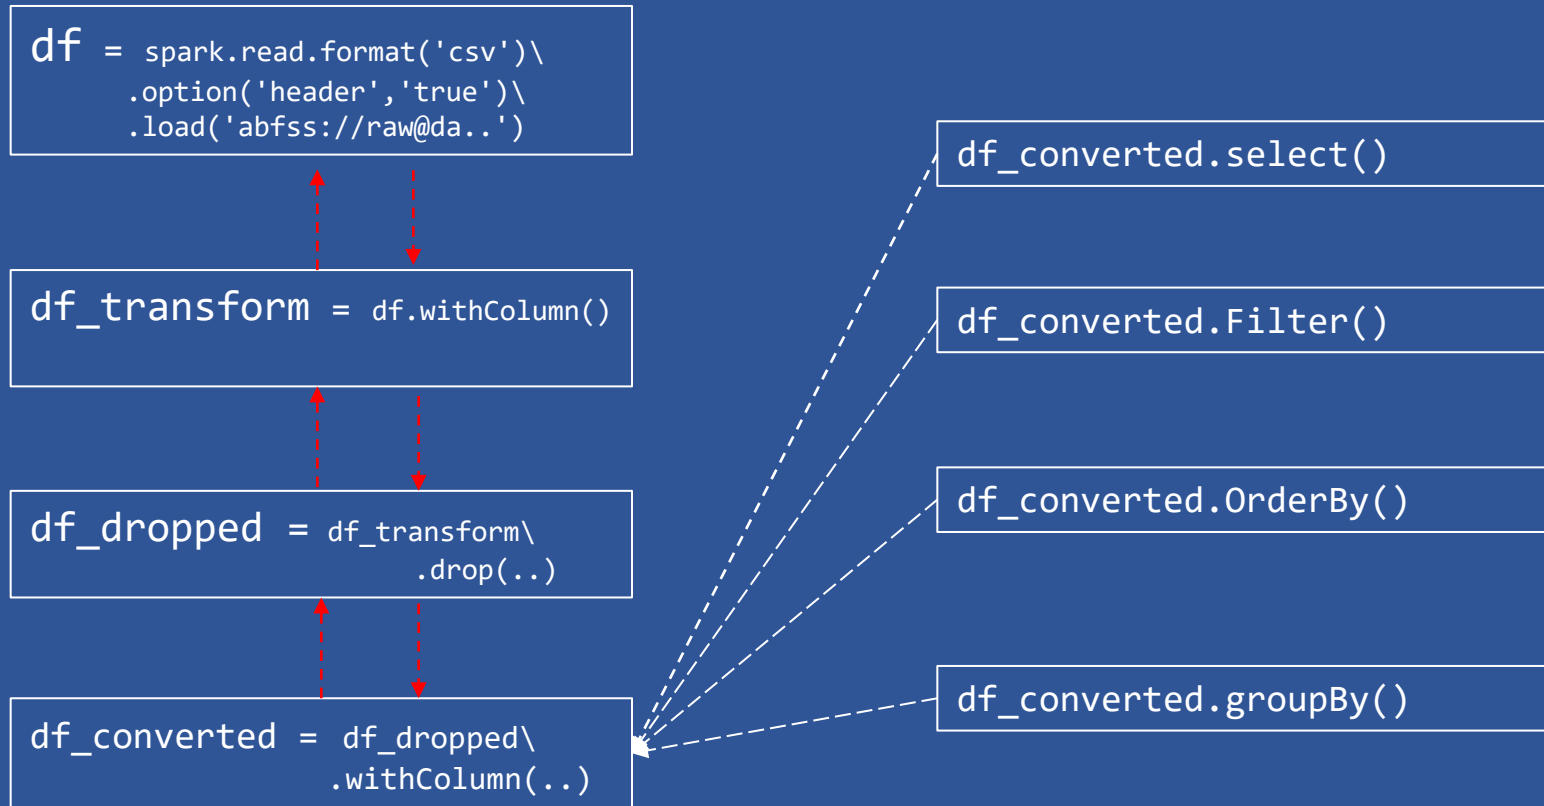 df = spark.read.format('csv')\
.option('header','true')\
.load('abfss://raw@da..')
df_transform = df.withColumn()
df_dropped = df_transform\
.drop(..)
df_converted = df_dropped\
.withColumn(..)
df_converted.select()
df_converted.Filter()
df_converted.OrderBy()
df_converted.groupBy()